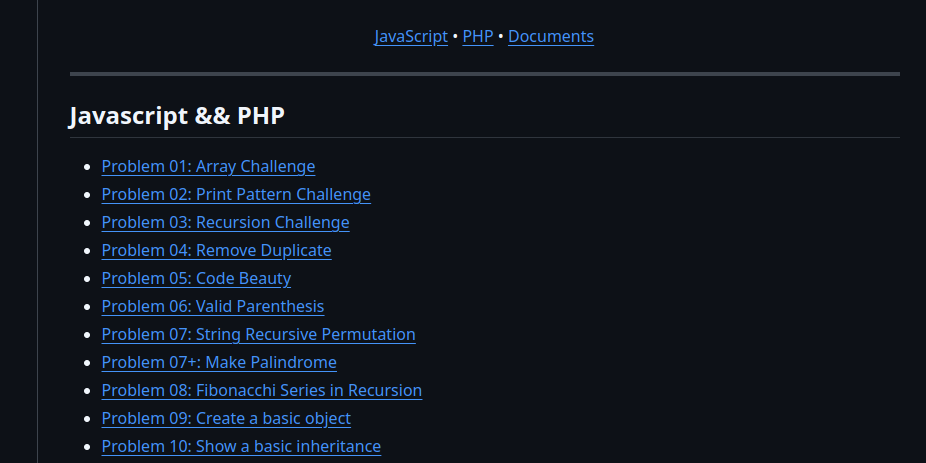 JavaScript • PHP • Documents
Javascript && PHP
• Problem 01: Array Challenge
• Problem 02: Print Pattern Challenge
• Problem 03: Recursion Challenge
• Problem 04: Remove Duplicate
• Problem 05: Code Beauty
• Problem 06: Valid Parenthesis
• Problem 07: String Recursive Permutation
• Problem 07+: Make Palindrome
• Problem 08: Fibonacchi Series in Recursion
• Problem 09: Create a basic object
• Problem 10: Show a basic inheritance